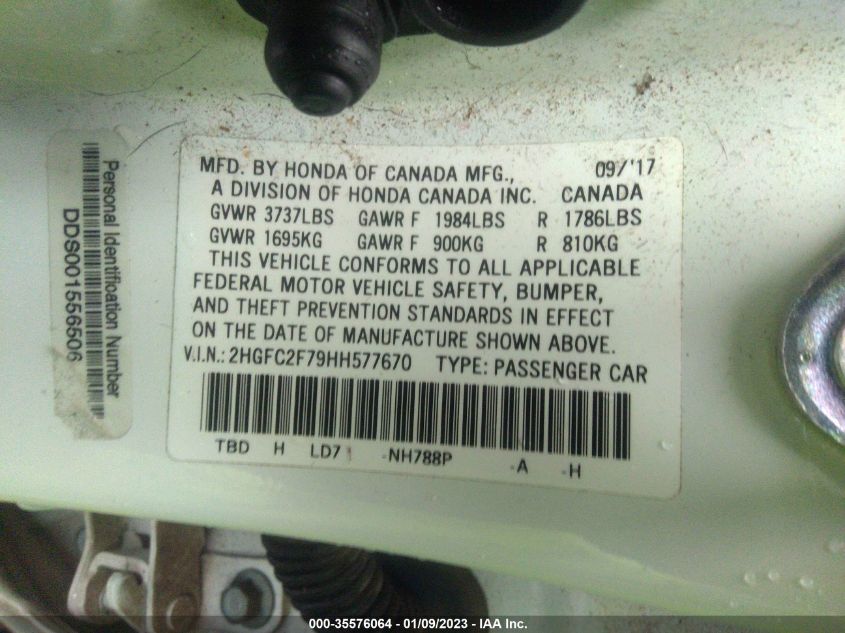 MFD. BY HONDA OF CANADA MFG., 09/'17
A DIVISION OF HONDA CANADA INC. CANADA
GVWR 3737LBS GAWR F 1984LBS R 1786LBS
GVWR 1695KG GAWR F 900KG R 810KG
THIS VEHICLE CONFORMS TO ALL APPLICABLE
FEDERAL MOTOR VEHICLE SAFETY, BUMPER,
AND THEFT PREVENTION STANDARDS IN EFFECT
ON THE DATE OF MANUFACTURE SHOWN ABOVE.
V.I.N.: 2HGFC2F79HH577670 TYPE: PASSENGER CAR
TBD H LD7 -NH788P -A -H
Personal Identification Number
DDS001556506
000-35576064 - 01/09/2023 - IAA Inc.